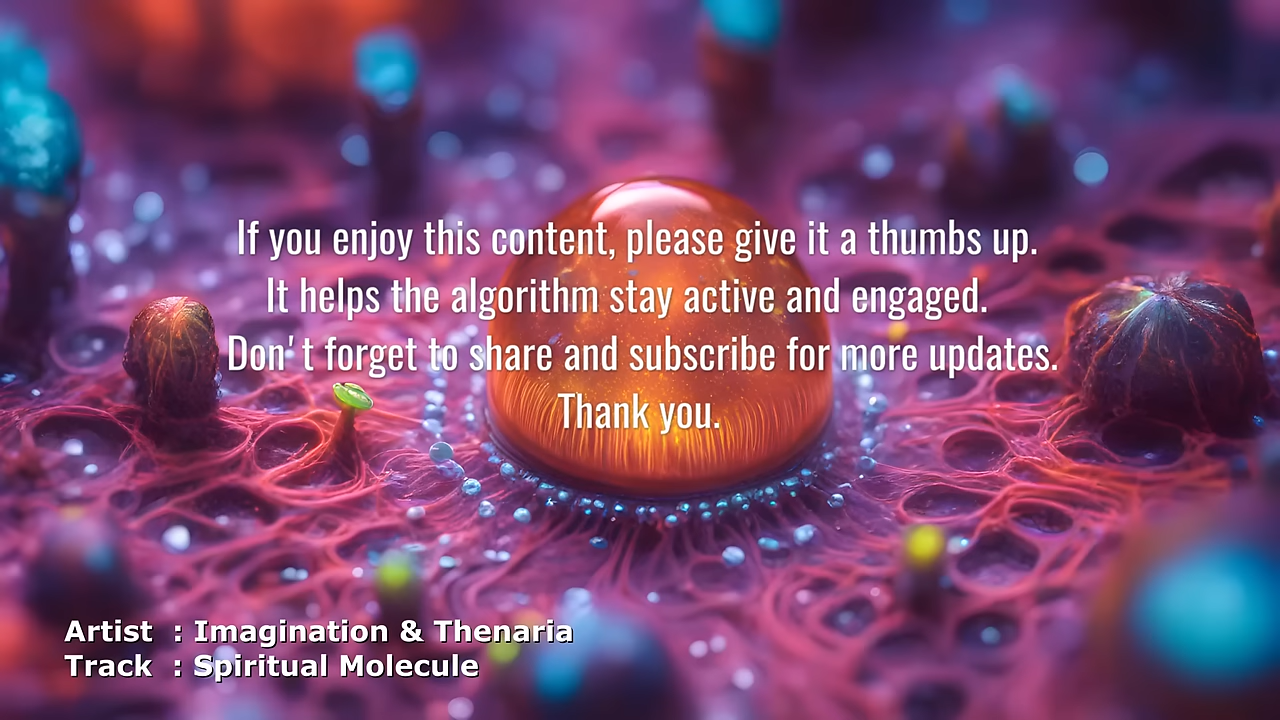 If you enjoy this content, please give it a thumbs up.
It helps the algorithm stay active and engaged.
Don't forget to share and subscribe for more updates.
Thank you.
Artist : Imagination & Thenaria
Track : Spiritual Molecule